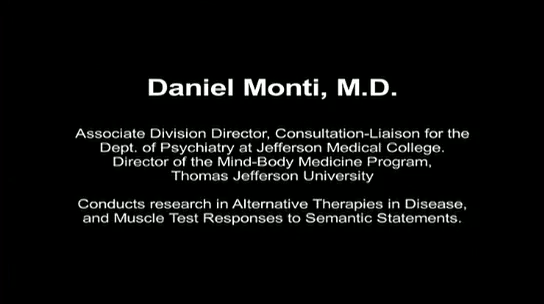 Daniel Monti, M.D.
Associate Division Director, Consultation-Liaison for the
Dept. of Psychiatry at Jefferson Medical College.
Director of the Mind-Body Medicine Program,
Thomas Jefferson University
Conducts research in Alternative Therapies in Disease,
and Muscle Test Responses to Semantic Statements.